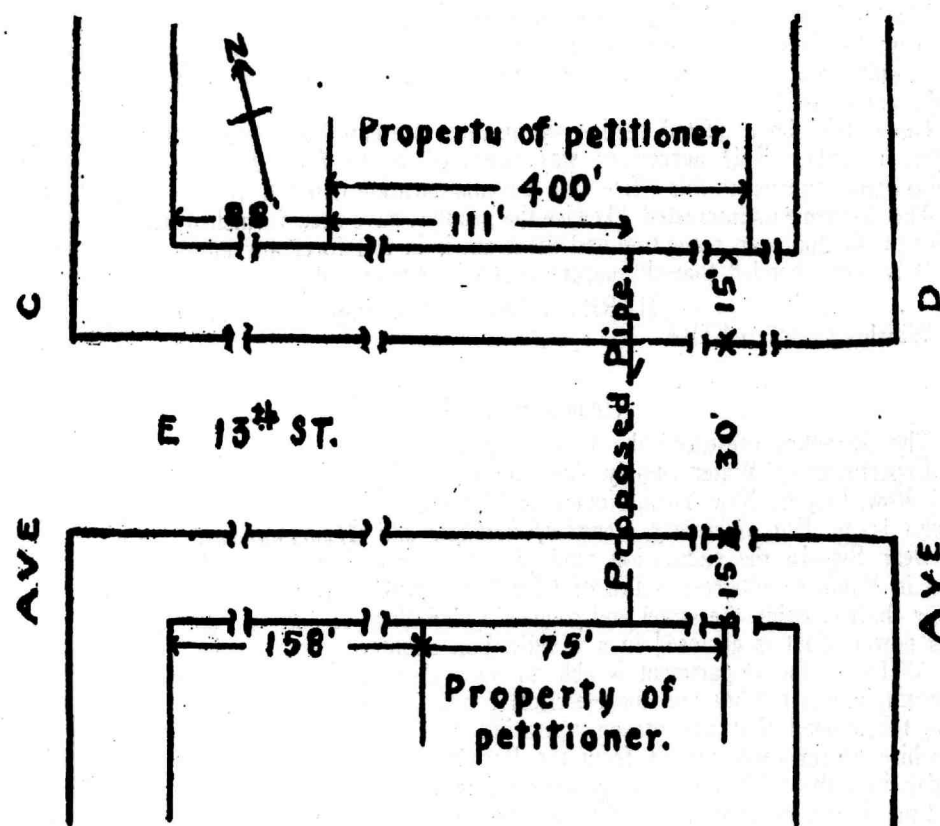 N
Property of petitioner.
400'
88'
111'
15'
C
D
Proposed Pipe.
E 13th ST.
30'
AVE
AVE
15'
158'
75'
Property of
petitioner.